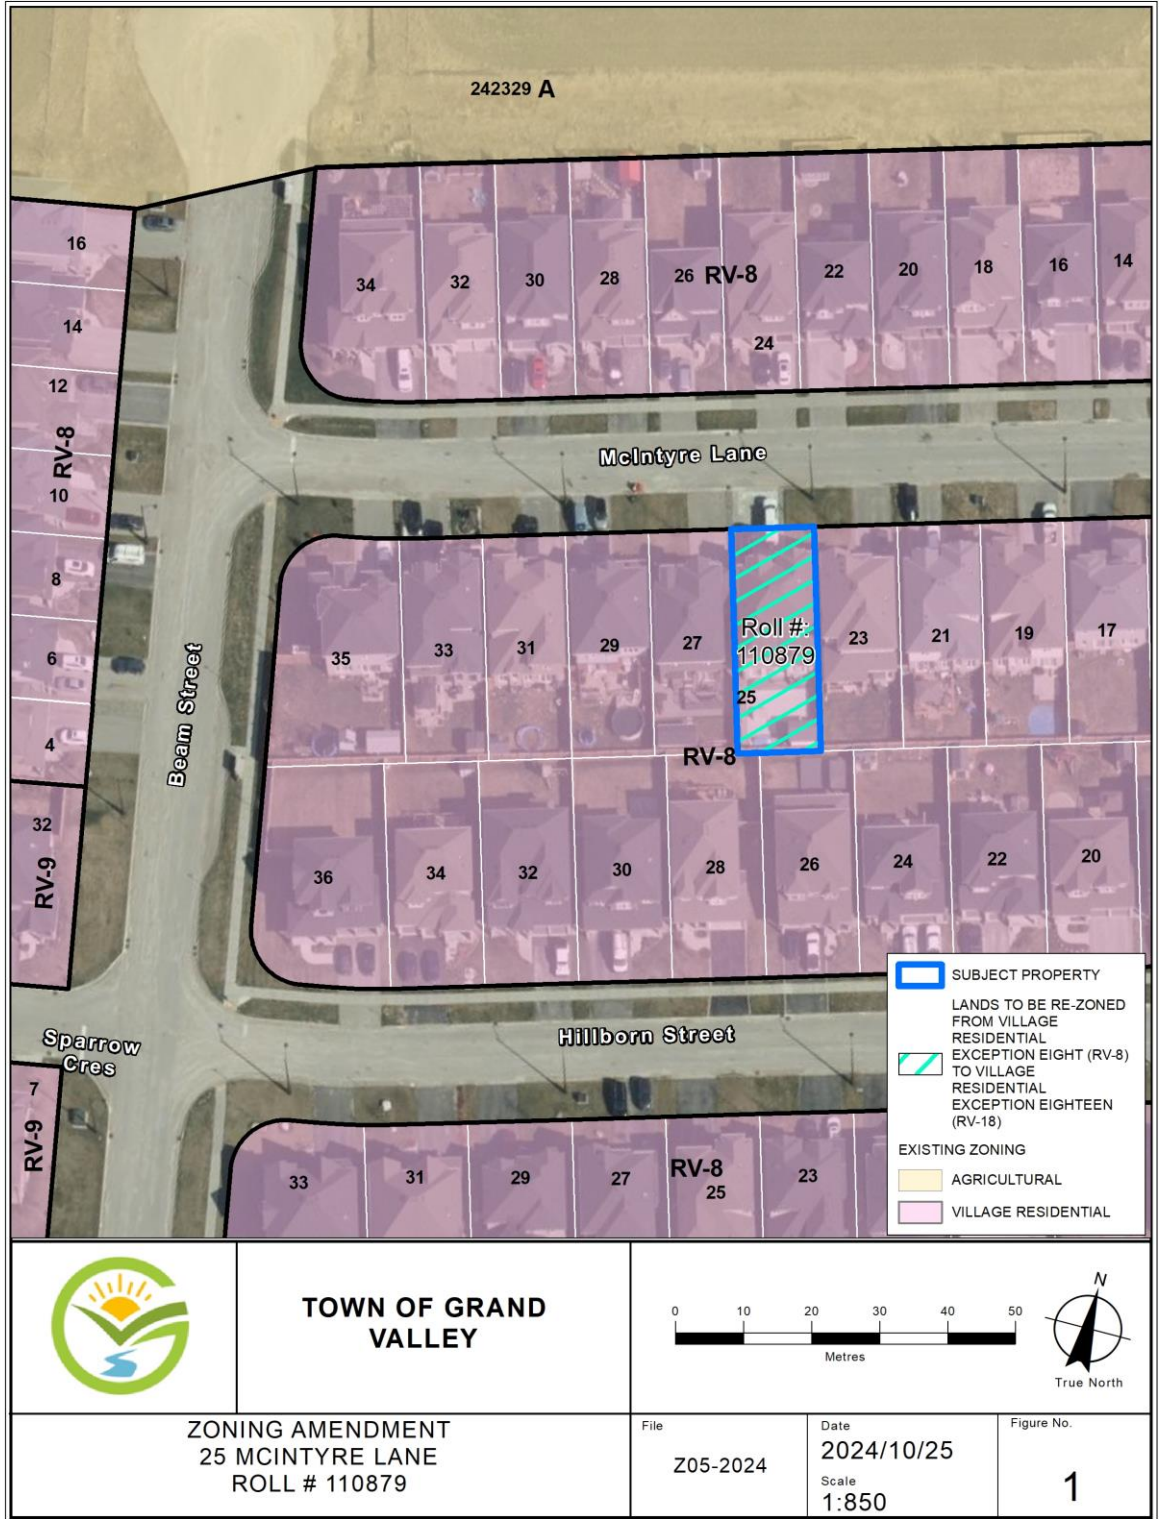 242329 A
16
14
12
RV-8
10
8
6
4
32
RV-9
7
RV-9
34
32
30
28
26
RV-8
24
22
20
18
16
14
McIntyre Lane
Beam Street
35
33
31
29
27
Roll #:
110879
25
23
21
19
17
RV-8
36
34
32
30
28
26
24
22
20
Sparrow
Cres
Hillborn Street
33
31
29
27
RV-8
25
23
SUBJECT PROPERTY
LANDS TO BE RE-ZONED
FROM VILLAGE
RESIDENTIAL
EXCEPTION EIGHT (RV-8)
TO VILLAGE
RESIDENTIAL
EXCEPTION EIGHTEEN
(RV-18)
EXISTING ZONING
AGRICULTURAL
VILLAGE RESIDENTIAL
TOWN OF GRAND
VALLEY
0 10 20 30 40 50
Metres
N
True North
ZONING AMENDMENT
25 MCINTYRE LANE
ROLL # 110879
File
Z05-2024
Date
2024/10/25
Scale
1:850
Figure No.
1